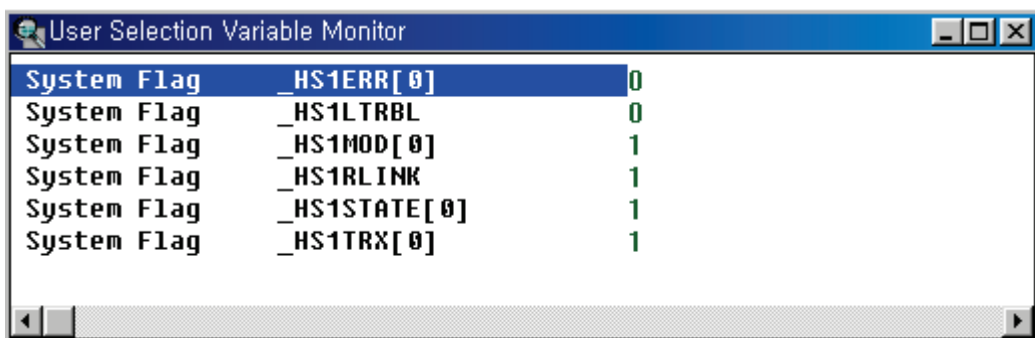 User Selection Variable Monitor
System Flag _HS1ERR[0] 0
System Flag _HS1LTRBL 0
System Flag _HS1MOD[0] 1
System Flag _HS1RLINK 1
System Flag _HS1STATE[0] 1
System Flag _HS1TRX[0] 1